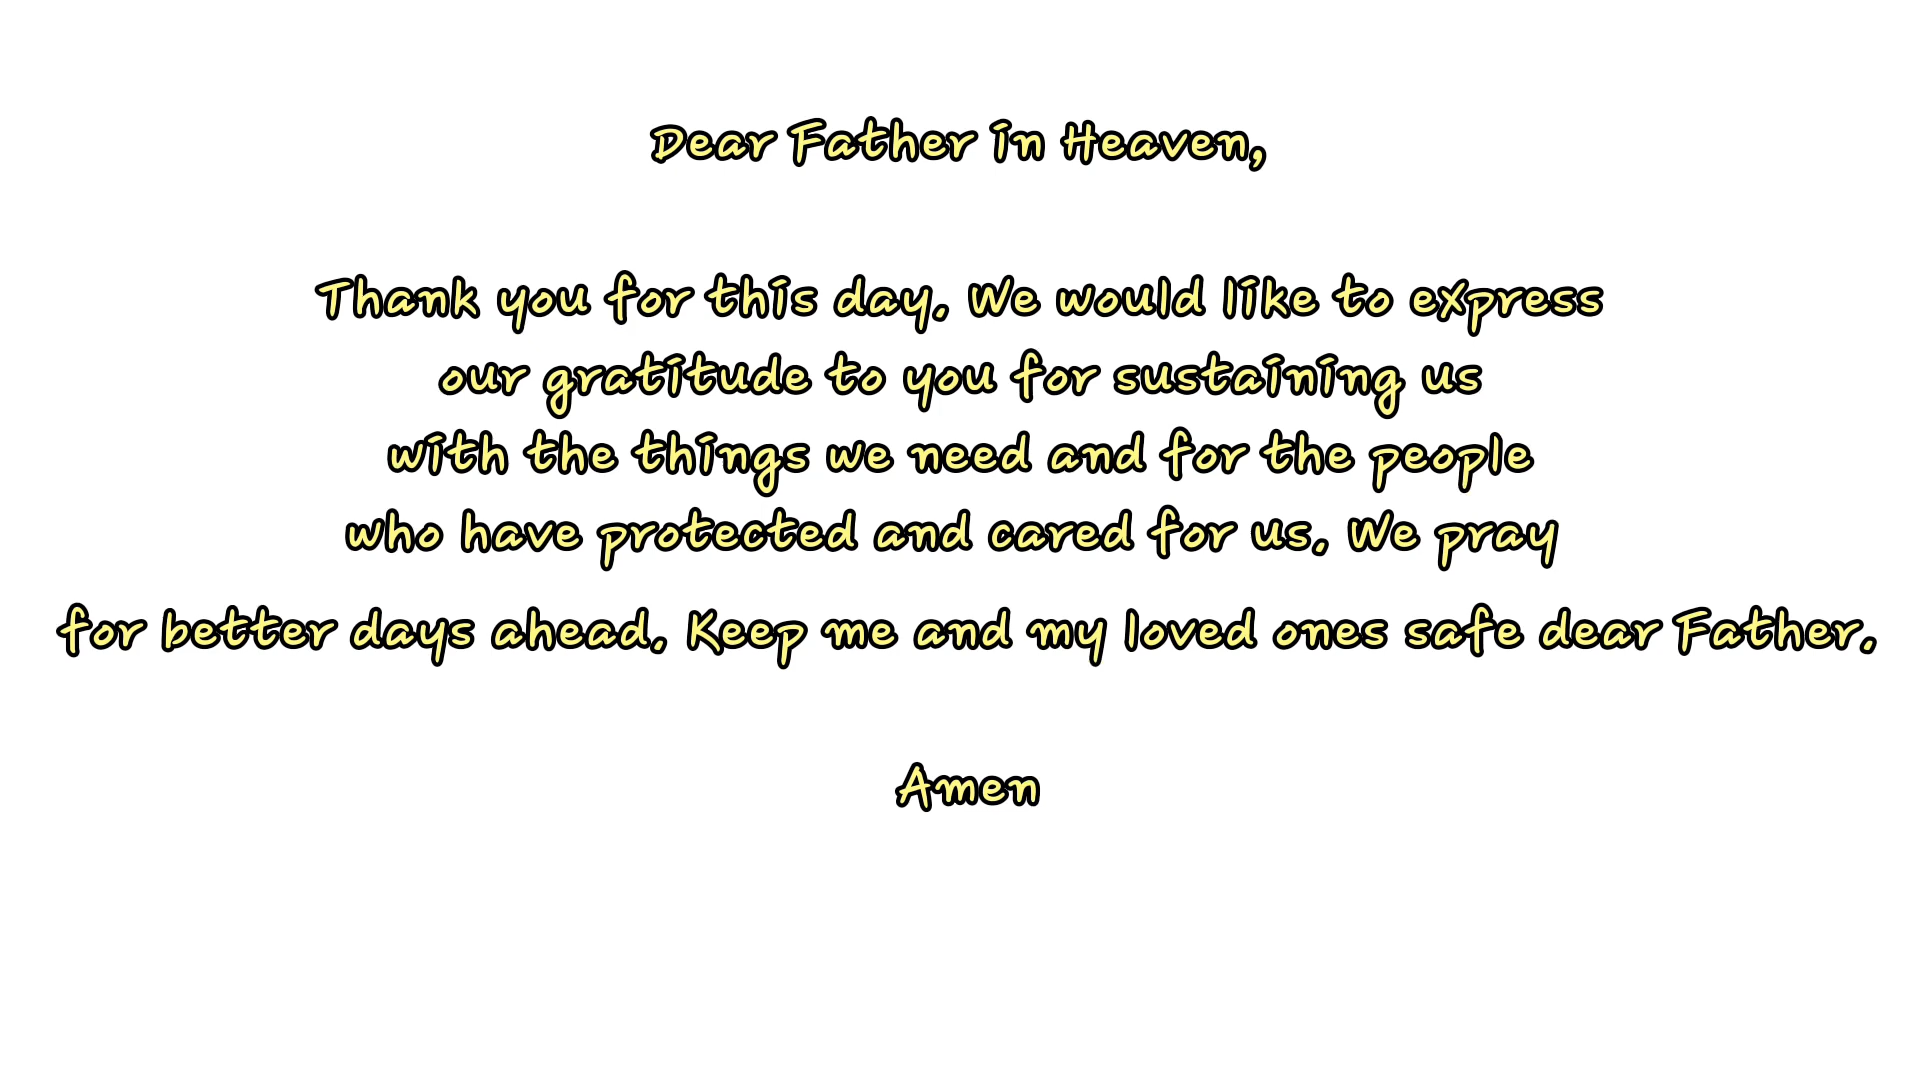 Dear Father in Heaven,
Thank you for this day. We would like to express
our gratitude to you for sustaining us
with the things we need and for the people
who have protected and cared for us. We pray
for better days ahead. Keep me and my loved ones safe dear Father.
Amen